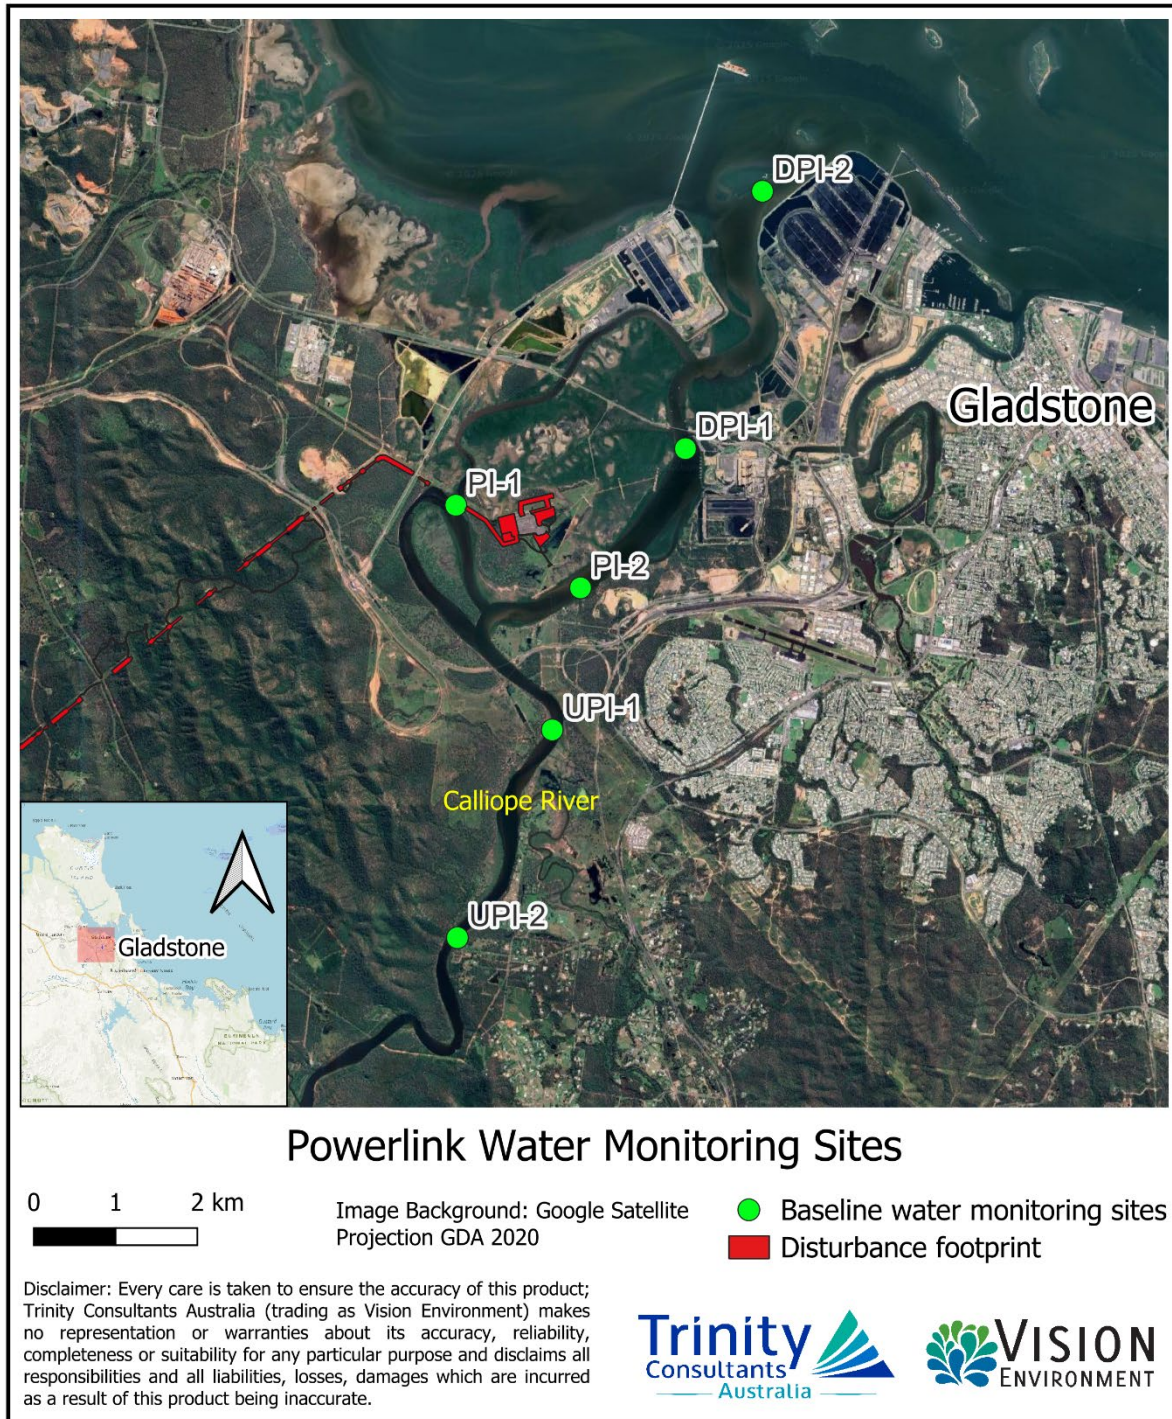 DPI-2
Gladstone
DPI-1
PI-1
PI-2
UPI-1
Calliope River
UPI-2
Gladstone
Powerlink Water Monitoring Sites
0 1 2 km
Image Background: Google Satellite
Projection GDA 2020
Baseline water monitoring sites
Disturbance footprint
Disclaimer: Every care is taken to ensure the accuracy of this product;
Trinity Consultants Australia (trading as Vision Environment) makes
no representation or warranties about its accuracy, reliability,
completeness or suitability for any particular purpose and disclaims all
responsibilities and all liabilities, losses, damages which are incurred
as a result of this product being inaccurate.
Trinity
Consultants
Australia
VISION
ENVIRONMENT